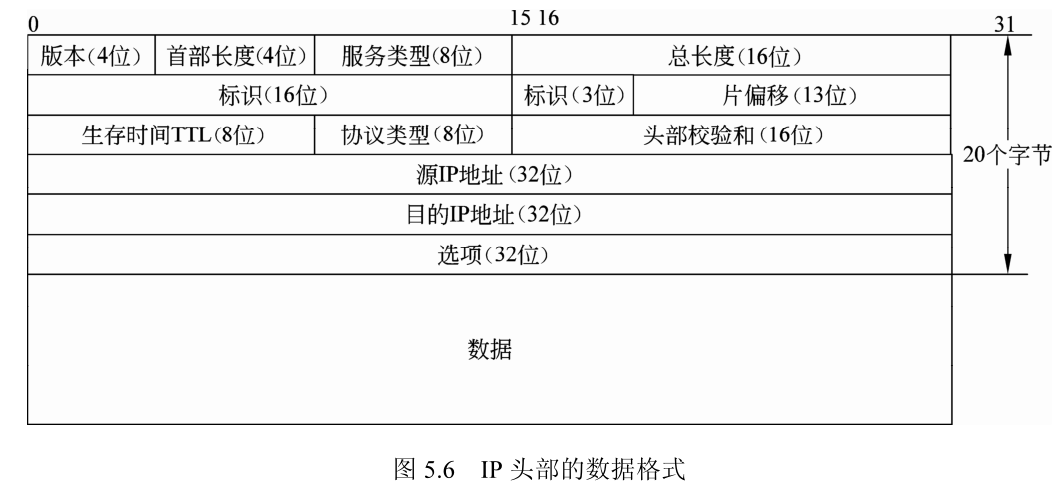 0 15 16 31
版本(4位) 首部长度(4位) 服务类型(8位) 总长度(16位)
标识(16位) 标识(3位) 片偏移(13位)
生存时间TTL(8位) 协议类型(8位) 头部校验和(16位)
20个字节
源IP地址(32位)
目的IP地址(32位)
选项(32位)
数据
图 5.6 IP 头部的数据格式